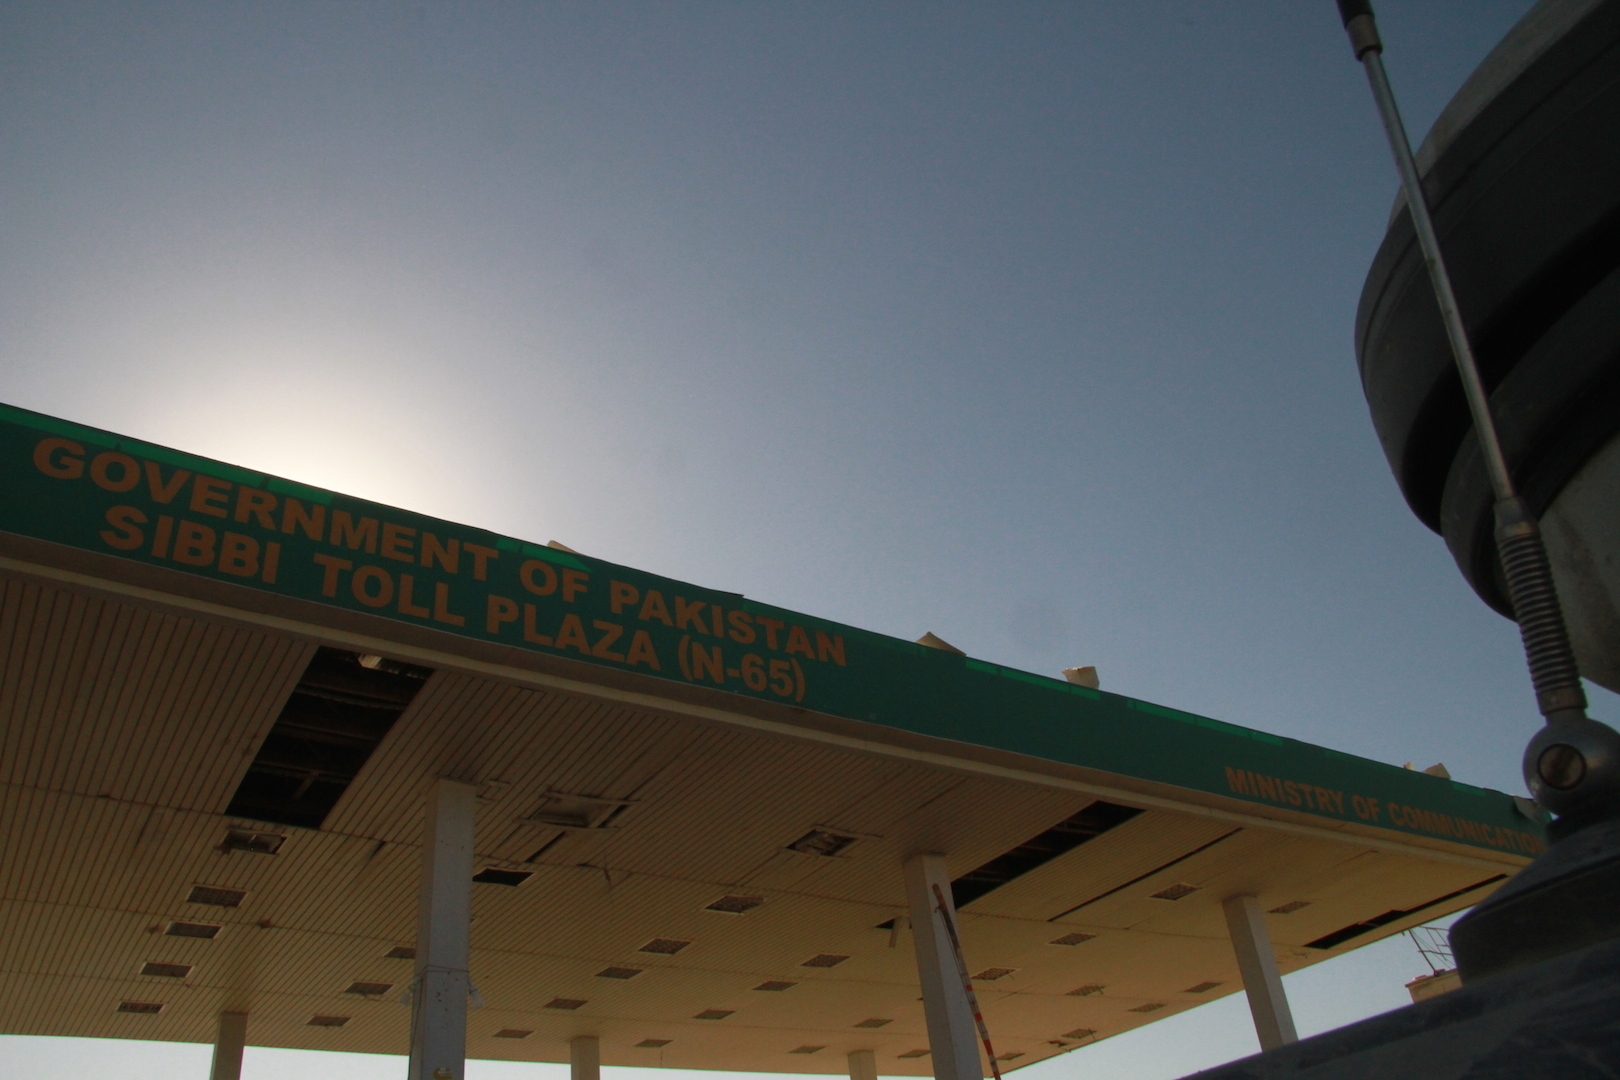 GOVERNMENT OF PAKISTAN
SIBBI TOLL PLAZA (N-65)
MINISTRY OF COMMUNICATION